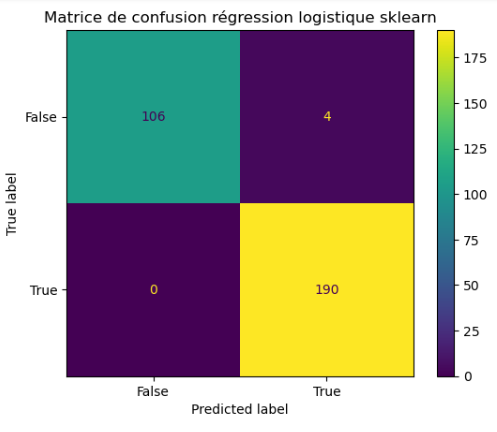 Matrice de confusion régression logistique sklearn
175
False
106
4
150
125
True label
100
75
True
0
190
50
25
0
False
True
Predicted label